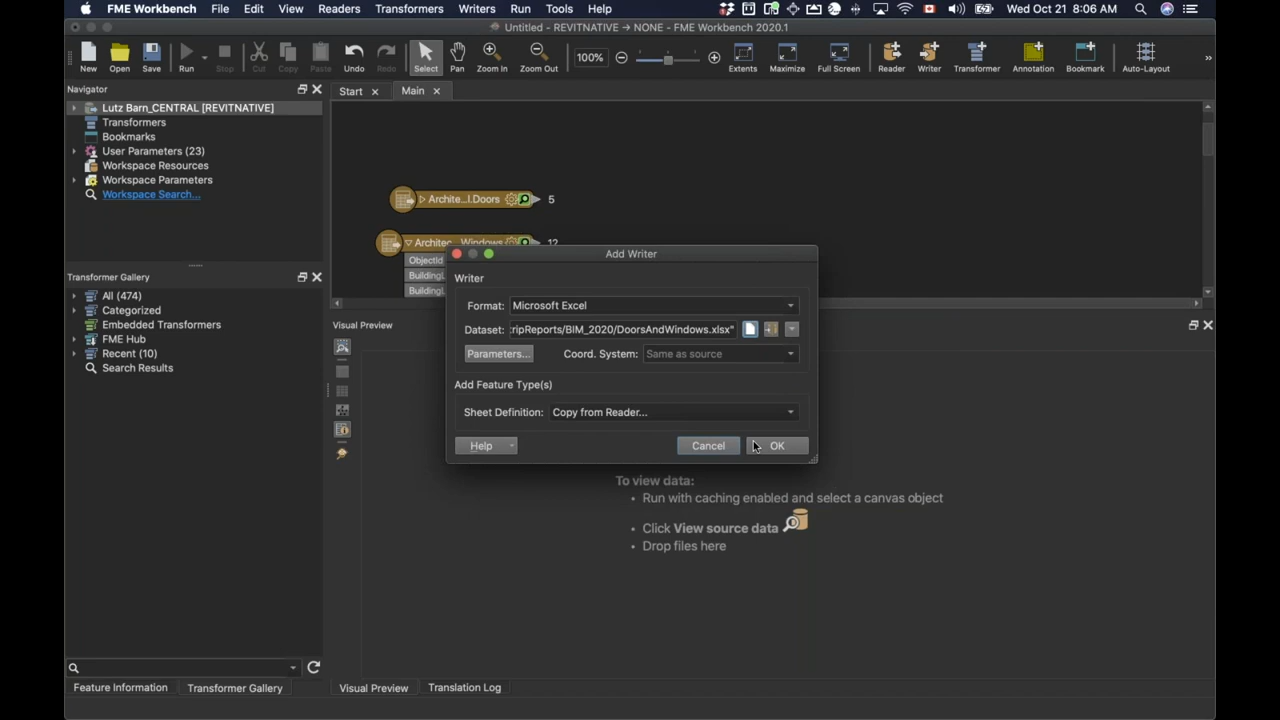 FME Workbench File Edit View Readers Transformers Writers Run Tools Help Wed Oct 21 8:06 AM
Untitled - REVITNATIVE → NONE - FME Workbench 2020.1
New Open Save Run Stop Cut Copy Paste Undo Redo Select Pan Zoom In Zoom Out 100% Extents Maximize Full Screen Reader Writer Transformer Annotation Bookmark Auto-Layout »
Navigator
Start Main
Lutz Barn_CENTRAL [REVITNATIVE]
Transformers
Bookmarks
User Parameters (23)
Workspace Resources
Workspace Parameters
Workspace Search...
Archite...l.Doors 5
Architec...Windows 12
ObjectId
BuildingL
BuildingL
Transformer Gallery
All (474)
Categorized
Embedded Transformers
FME Hub
Recent (10)
Search Results
Visual Preview
Add Writer
Writer
Format: Microsoft Excel
Dataset: :ripReports/BIM_2020/DoorsAndWindows.xlsx"
Parameters... Coord. System: Same as source
Add Feature Type(s)
Sheet Definition: Copy from Reader...
Help Cancel OK
To view data:
• Run with caching enabled and select a canvas object
• Click View source data
• Drop files here
Feature Information Transformer Gallery Visual Preview Translation Log